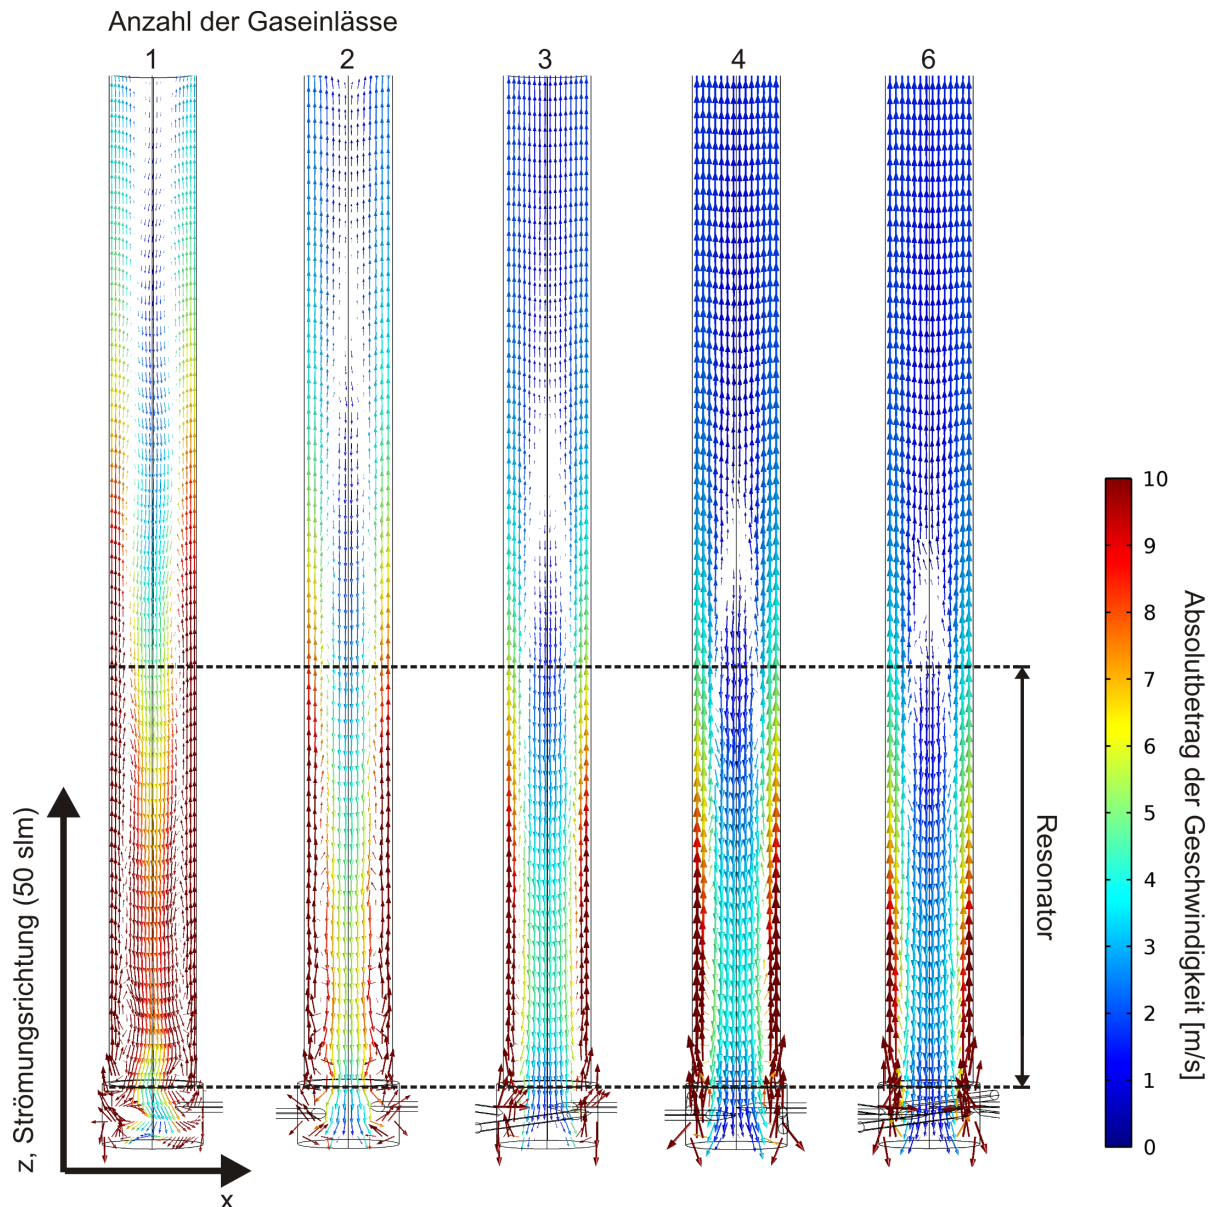 Anzahl der Gaseinlässe
1 2 3 4 6
10
9
8
7
6
5
4
3
2
1
0
Absolutbetrag der Geschwindigkeit [m/s]
Resonator
z, Strömungsrichtung (50 slm)
x